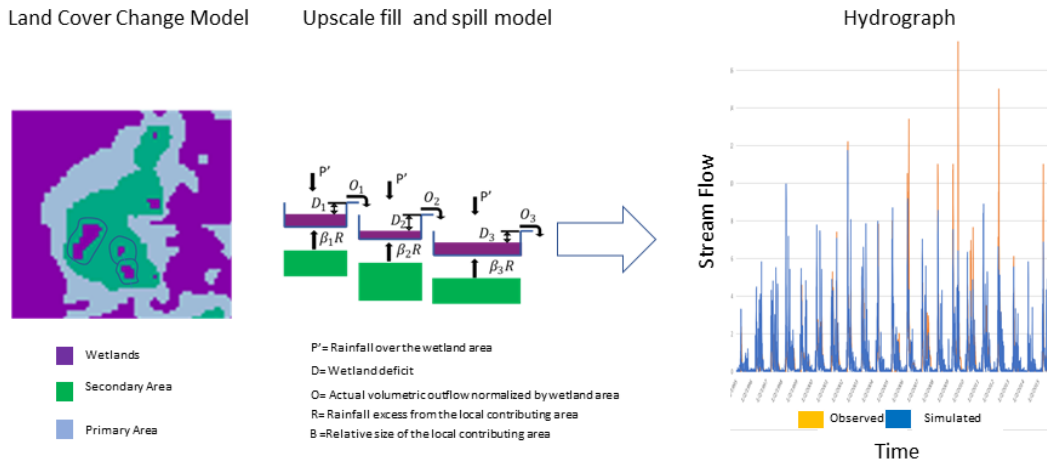 Land Cover Change Model
Upscale fill and spill model
Hydrograph
P' O₁
D₁
P' O₂
D₂
P'
O₃
D₃
β₁R
β₂R
β₃R
Stream Flow
Wetlands
Secondary Area
Primary Area
P'= Rainfall over the wetland area
D= Wetland deficit
O= Actual volumetric outflow normalized by wetland area
R= Rainfall excess from the local contributing area
B =Relative size of the local contributing area
Observed Simulated
Time